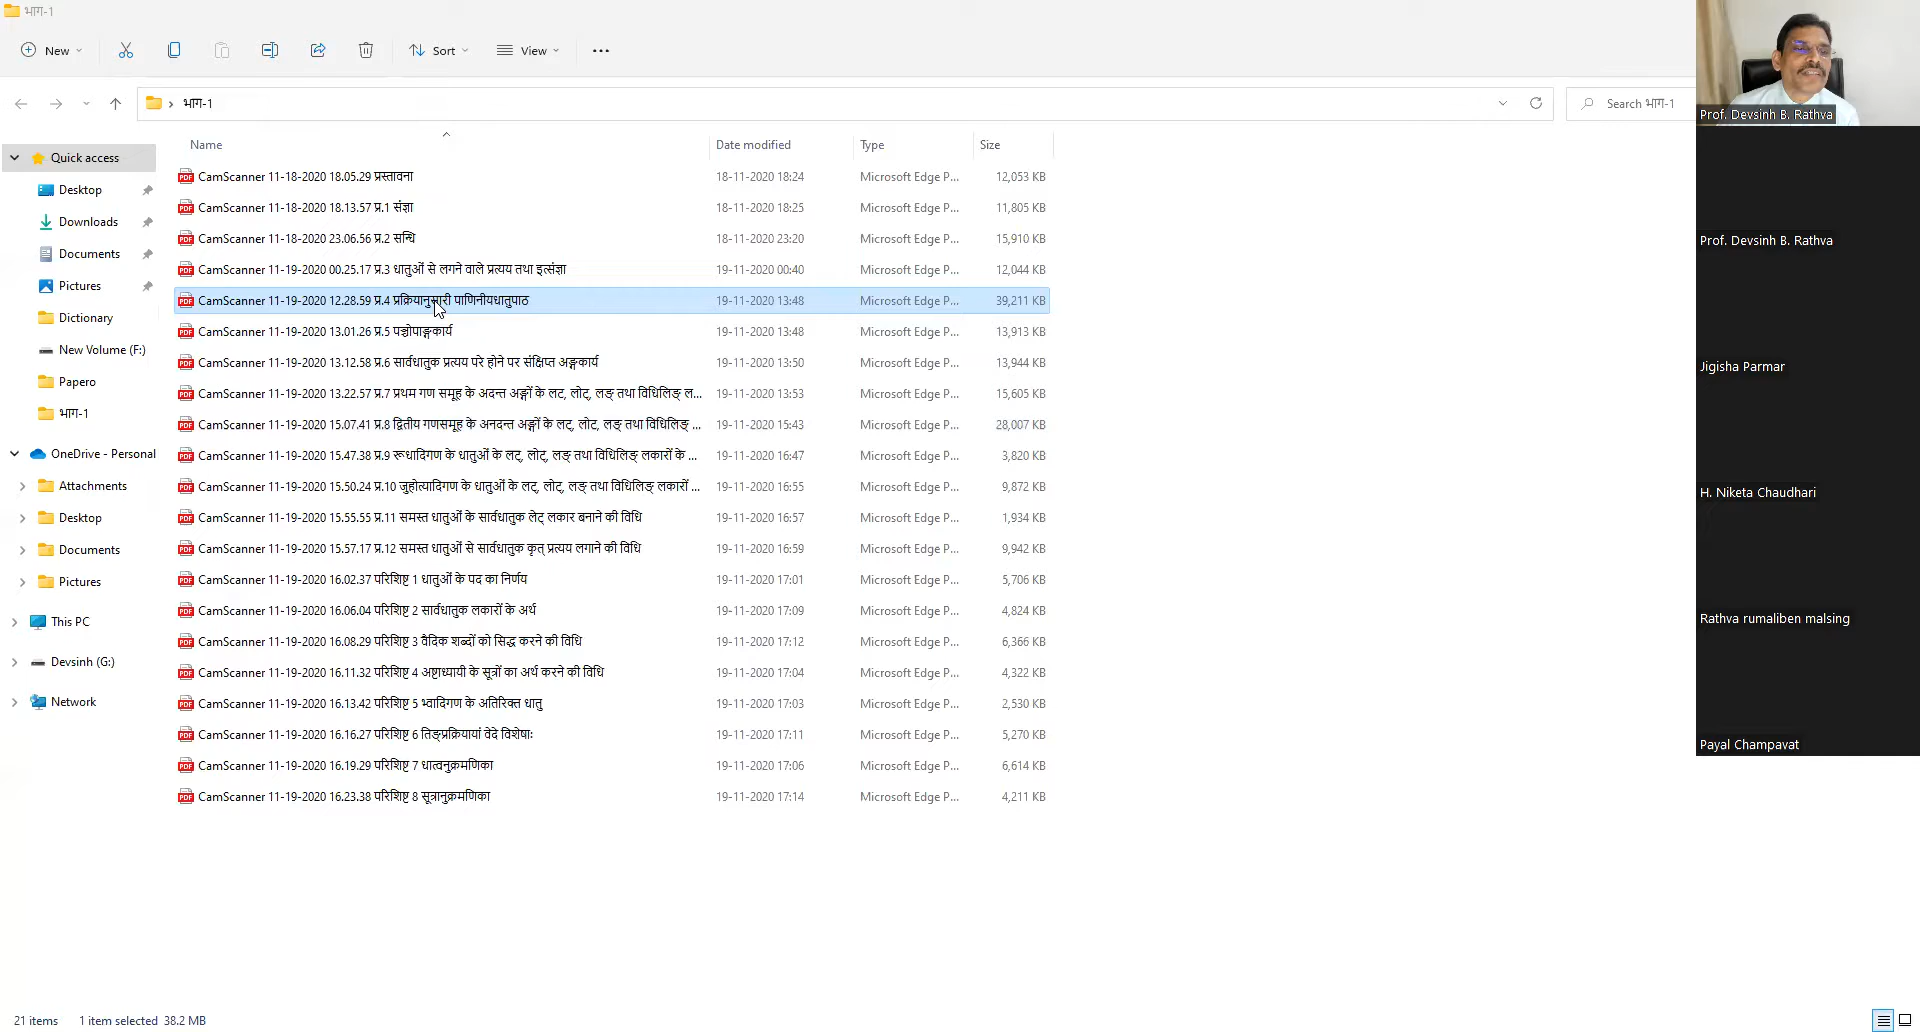 भाग-1
New
Sort
View
भाग-1
Search भाग-1
Name
Date modified
Type
Size
Quick access
Desktop
Downloads
Documents
Pictures
Dictionary
New Volume (F:)
Papero
भाग-1
OneDrive - Personal
Attachments
Desktop
Documents
Pictures
This PC
Devsinh (G:)
Network
CamScanner 11-18-2020 18.05.29 प्रस्तावना 18-11-2020 18:24 Microsoft Edge P... 12,053 KB
CamScanner 11-18-2020 18.13.57 प्र.1 संज्ञा 18-11-2020 18:25 Microsoft Edge P... 11,805 KB
CamScanner 11-18-2020 23.06.56 प्र.2 सन्धि 18-11-2020 23:20 Microsoft Edge P... 15,910 KB
CamScanner 11-19-2020 00.25.17 प्र.3 धातुओं से लगने वाले प्रत्यय तथा इत्संज्ञा 19-11-2020 00:40 Microsoft Edge P... 12,044 KB
CamScanner 11-19-2020 12.28.59 प्र.4 प्रक्रियानुसारी पाणिनीयधातुपाठ 19-11-2020 13:48 Microsoft Edge P... 39,211 KB
CamScanner 11-19-2020 13.01.26 प्र.5 पञ्चोपाङ्गकार्य 19-11-2020 13:48 Microsoft Edge P... 13,913 KB
CamScanner 11-19-2020 13.12.58 प्र.6 सार्वधातुक प्रत्यय परे होने पर संक्षिप्त अङ्गकार्य 19-11-2020 13:50 Microsoft Edge P... 13,944 KB
CamScanner 11-19-2020 13.22.57 प्र.7 प्रथम गण समूह के अदन्त अङ्गों के लट, लोट्, लङ् तथा विधिलिङ् ल... 19-11-2020 13:53 Microsoft Edge P... 15,605 KB
CamScanner 11-19-2020 15.07.41 प्र.8 द्वितीय गणसमूह के अनदन्त अङ्गों के लट्, लोट, लङ् तथा विधिलिङ् ... 19-11-2020 15:43 Microsoft Edge P... 28,007 KB
CamScanner 11-19-2020 15.47.38 प्र.9 रूधादिगण के धातुओं के लट्, लोट्, लङ् तथा विधिलिङ् लकारों के ... 19-11-2020 16:47 Microsoft Edge P... 3,820 KB
CamScanner 11-19-2020 15.50.24 प्र.10 जुहोत्यादिगण के धातुओं के लट्, लोट्, लङ् तथा विधिलिङ् लकारों ... 19-11-2020 16:55 Microsoft Edge P... 9,872 KB
CamScanner 11-19-2020 15.55.55 प्र.11 समस्त धातुओं के सार्वधातुक लेट् लकार बनाने की विधि 19-11-2020 16:57 Microsoft Edge P... 1,934 KB
CamScanner 11-19-2020 15.57.17 प्र.12 समस्त धातुओं से सार्वधातुक कृत् प्रत्यय लगाने की विधि 19-11-2020 16:59 Microsoft Edge P... 9,942 KB
CamScanner 11-19-2020 16.02.37 परिशिष्ट 1 धातुओं के पद का निर्णय 19-11-2020 17:01 Microsoft Edge P... 5,706 KB
CamScanner 11-19-2020 16.06.04 परिशिष्ट 2 सार्वधातुक लकारों के अर्थ 19-11-2020 17:09 Microsoft Edge P... 4,824 KB
CamScanner 11-19-2020 16.08.29 परिशिष्ट 3 वैदिक शब्दों को सिद्ध करने की विधि 19-11-2020 17:12 Microsoft Edge P... 6,366 KB
CamScanner 11-19-2020 16.11.32 परिशिष्ट 4 अष्टाध्यायी के सूत्रों का अर्थ करने की विधि 19-11-2020 17:04 Microsoft Edge P... 4,322 KB
CamScanner 11-19-2020 16.13.42 परिशिष्ट 5 भ्वादिगण के अतिरिक्त धातु 19-11-2020 17:03 Microsoft Edge P... 2,530 KB
CamScanner 11-19-2020 16.16.27 परिशिष्ट 6 तिङ्प्रक्रियायां वेदे विशेषाः 19-11-2020 17:11 Microsoft Edge P... 5,270 KB
CamScanner 11-19-2020 16.19.29 परिशिष्ट 7 धात्वनुक्रमणिका 19-11-2020 17:06 Microsoft Edge P... 6,614 KB
CamScanner 11-19-2020 16.23.38 परिशिष्ट 8 सूत्रानुक्रमणिका 19-11-2020 17:14 Microsoft Edge P... 4,211 KB
Prof. Devsinh B. Rathva
Prof. Devsinh B. Rathva
Jigisha Parmar
H. Niketa Chaudhari
Rathva rumaliben malsing
Payal Champavat
21 items 1 item selected 38.2 MB